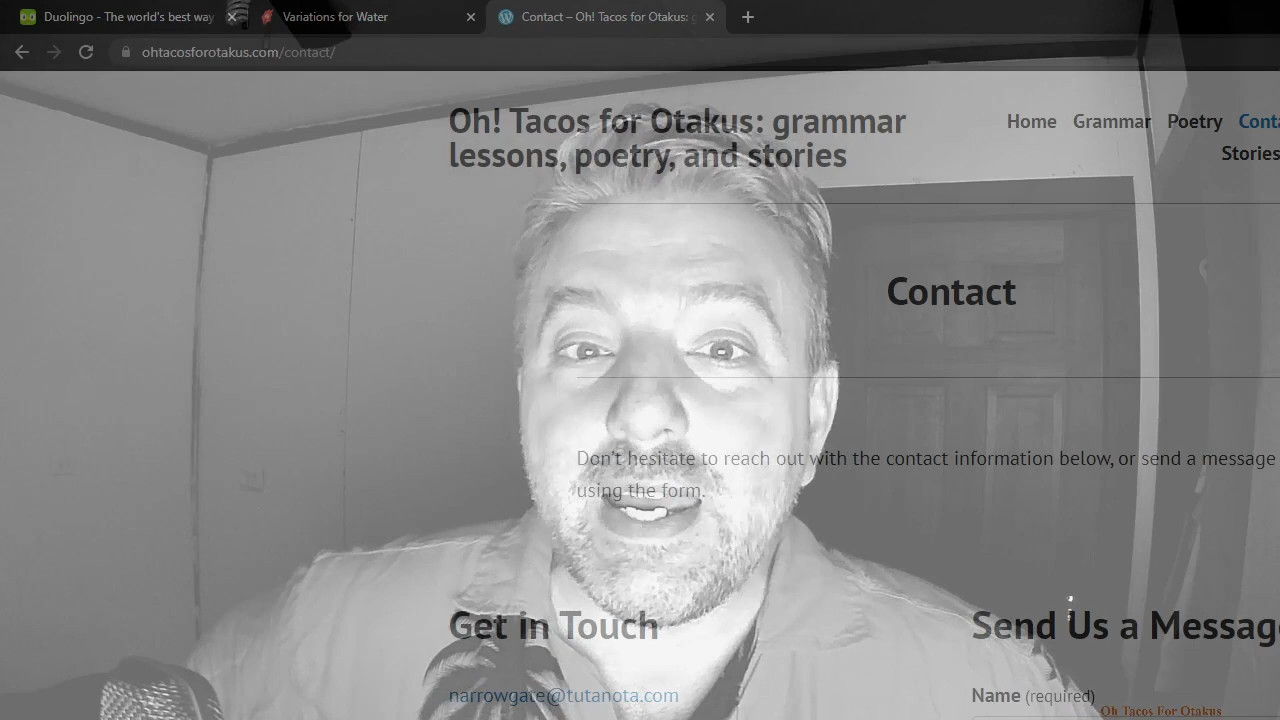 Duolingo - The world's best way
Variations for Water
Contact – Oh! Tacos for Otakus: g
ohtacosforotakus.com/contact/
Oh! Tacos for Otakus: grammar
lessons, poetry, and stories
Home Grammar Poetry Conta
Stories
Contact
Don't hesitate to reach out with the contact information below, or send a message
using the form.
Get in Touch
narrowgate@tutanota.com
Send Us a Message
Name (required)
Oh Tacos For Otakus